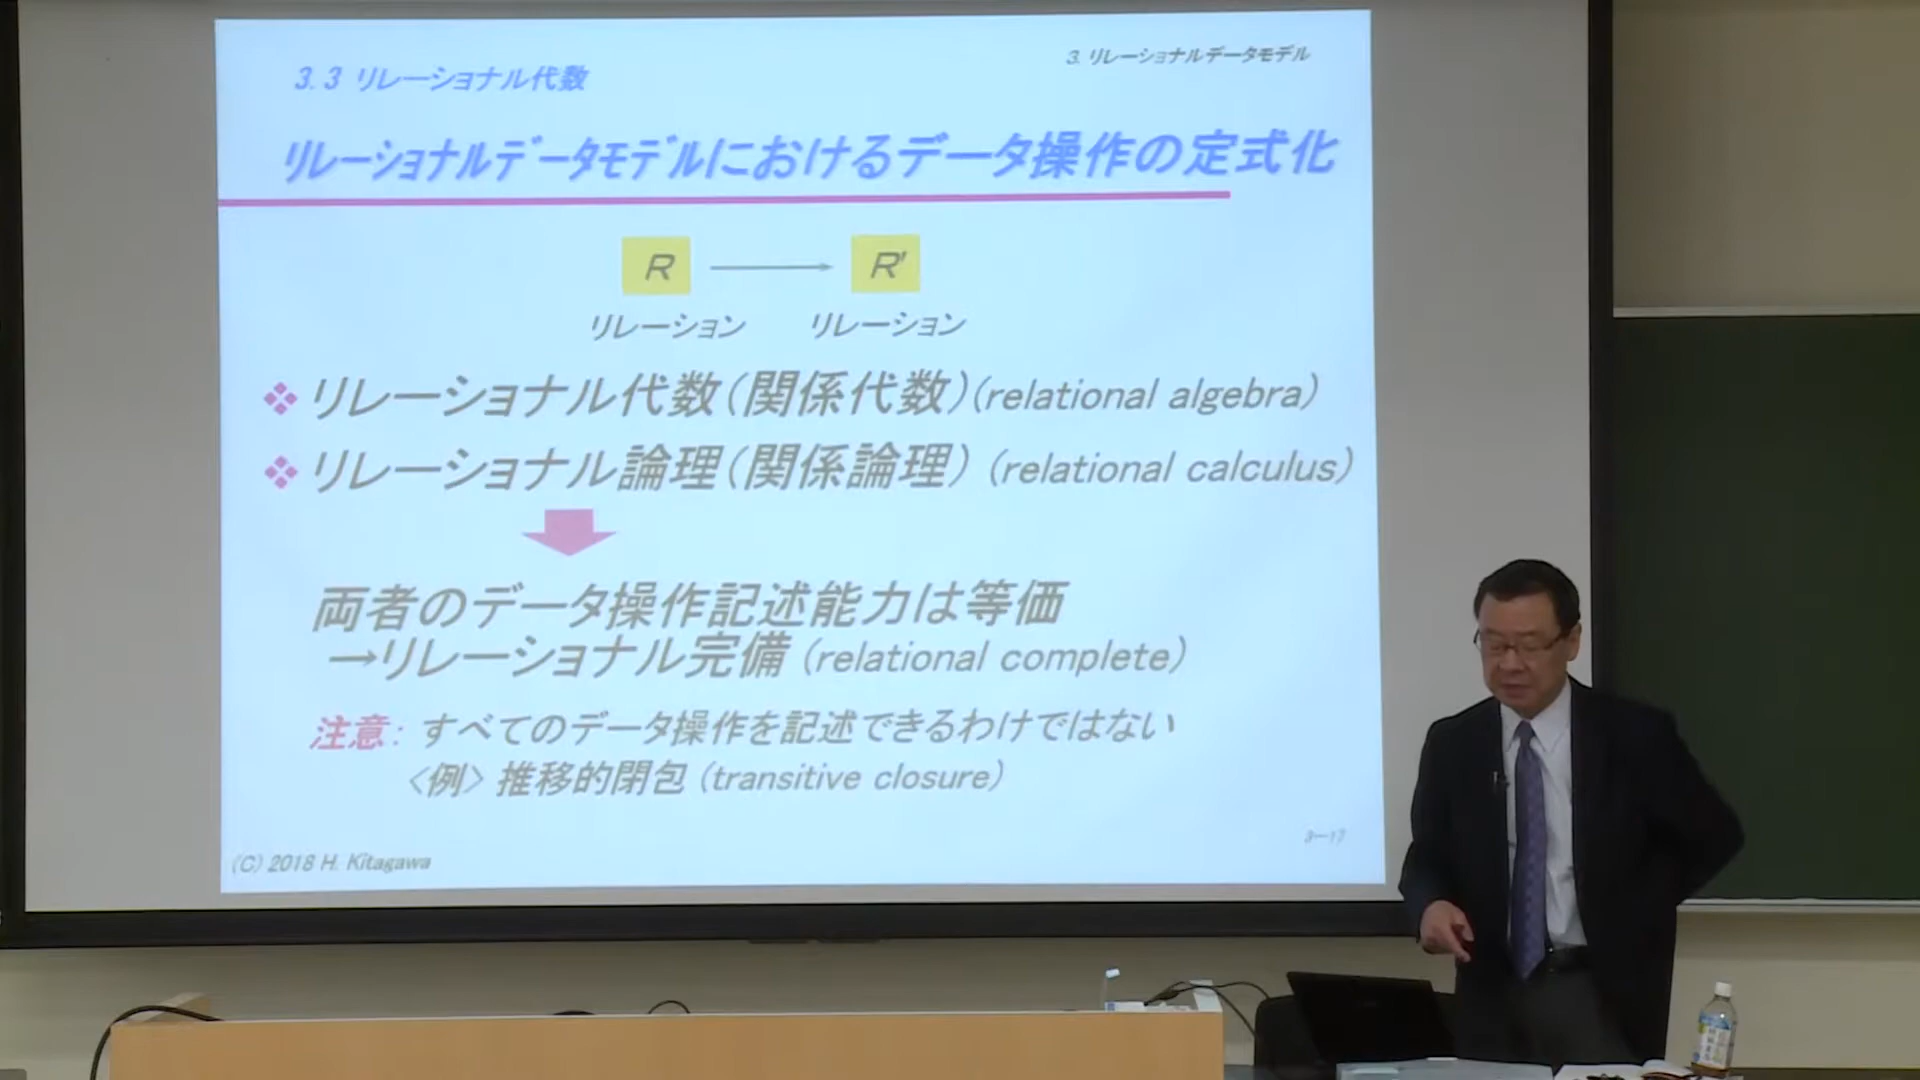 3.3 リレーショナル代数
3. リレーショナルデータモデル
リレーショナルデータモデルにおけるデータ操作の定式化
R
R'
リレーション
リレーション
リレーショナル代数(関係代数)(relational algebra)
リレーショナル論理(関係論理) (relational calculus)
両者のデータ操作記述能力は等価
→リレーショナル完備 (relational complete)
注意: すべてのデータ操作を記述できるわけではない
<例> 推移的閉包 (transitive closure)
3-17
(C) 2018 H. Kitagawa